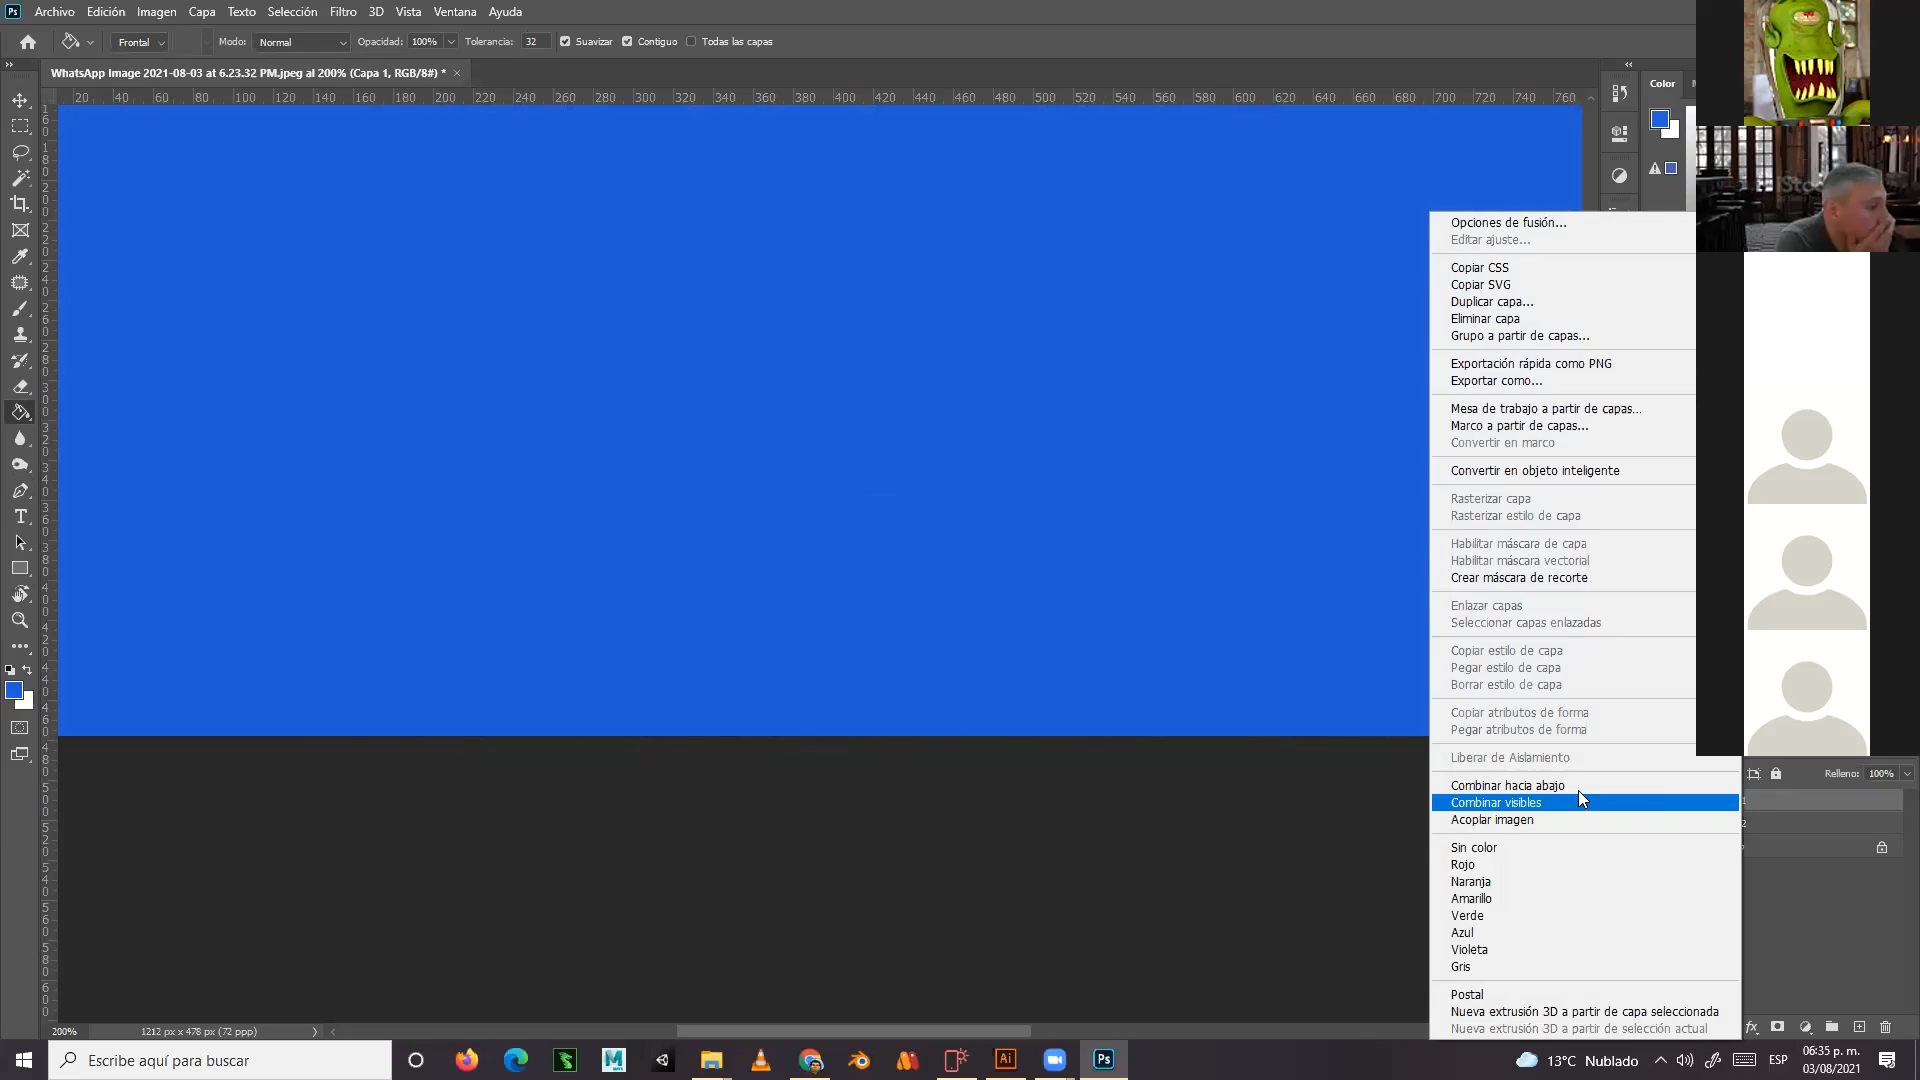 Ps Archivo Edición Imagen Capa Texto Selección Filtro 3D Vista Ventana Ayuda
Frontal Modo: Normal Opacidad: 100% Tolerancia: 32 Suavizar Contiguo Todas las capas
WhatsApp Image 2021-08-03 at 6.23.32 PM.jpeg al 200% (Capa 1, RGB/8#) * ×
20 40 60 80 100 120 140 160 180 200 220 240 260 280 300 320 340 360 380 400 420 440 460 480 500 520 540 560 580 600 620 640 660 680 700 720 740 760
Color
Opciones de fusión...
Editar ajuste...
Copiar CSS
Copiar SVG
Duplicar capa...
Eliminar capa
Grupo a partir de capas...
Exportación rápida como PNG
Exportar como...
Mesa de trabajo a partir de capas...
Marco a partir de capas...
Convertir en marco
Convertir en objeto inteligente
Rasterizar capa
Rasterizar estilo de capa
Habilitar máscara de capa
Habilitar máscara vectorial
Crear máscara de recorte
Enlazar capas
Seleccionar capas enlazadas
Copiar estilo de capa
Pegar estilo de capa
Borrar estilo de capa
Copiar atributos de forma
Pegar atributos de forma
Liberar de Aislamiento
Relleno: 100%
Combinar hacia abajo
Combinar visibles
Acoplar imagen
Sin color
Rojo
Naranja
Amarillo
Verde
Azul
Violeta
Gris
Postal
Nueva extrusión 3D a partir de capa seleccionada
Nueva extrusión 3D a partir de selección actual
200% 1212 px x 478 px (72 ppp)
Escribe aquí para buscar
Ai
Ps
13°C Nublado
ESP
06:35 p. m.
03/08/2021